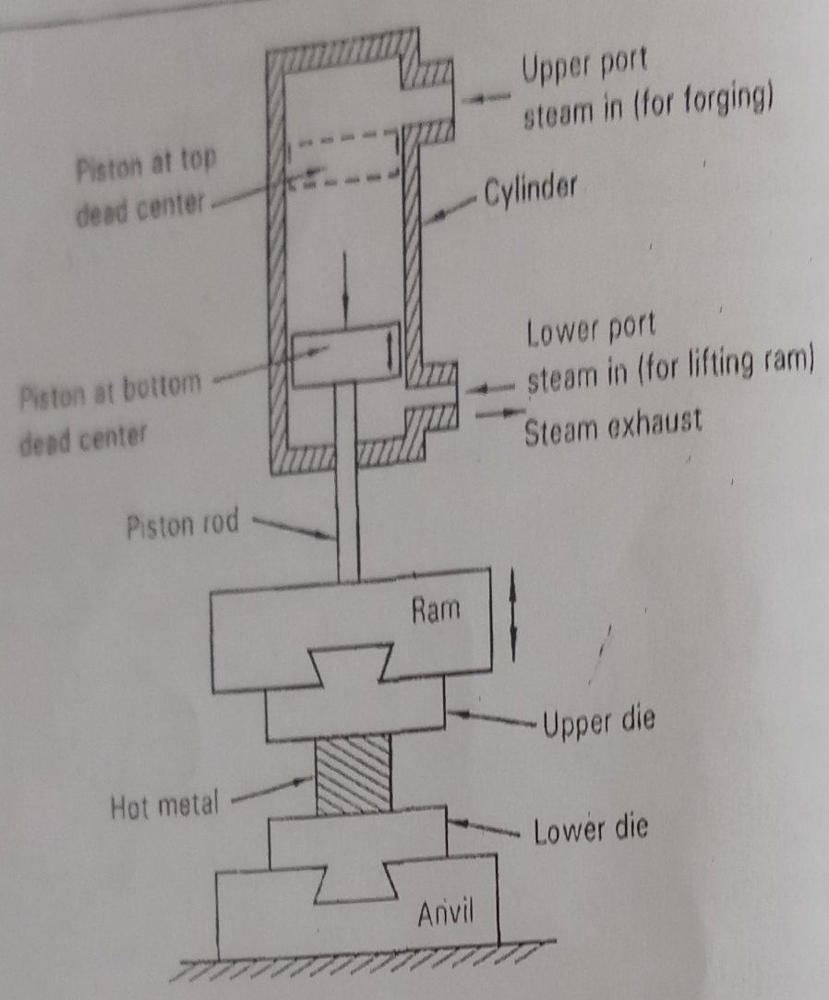 Upper port
steam in (for forging)
Piston at top
dead center
Cylinder
Lower port
steam in (for lifting ram)
Steam exhaust
Piston at bottom
dead center
Piston rod
Ram
Upper die
Hot metal
Lower die
Anvil